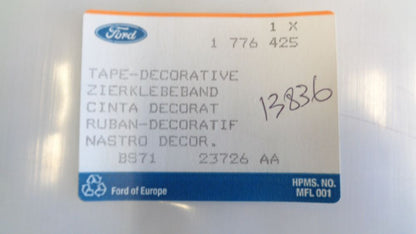 Ford
1 X
1 776 425
TAPE-DECORATIVE
ZIERKLEBEBAND
CINTA DECORAT
13836
RUBAN-DECORATIF
NASTRO DECOR.
BS71 23726 AA
Ford of Europe
HPMS. NO.
MFL 001